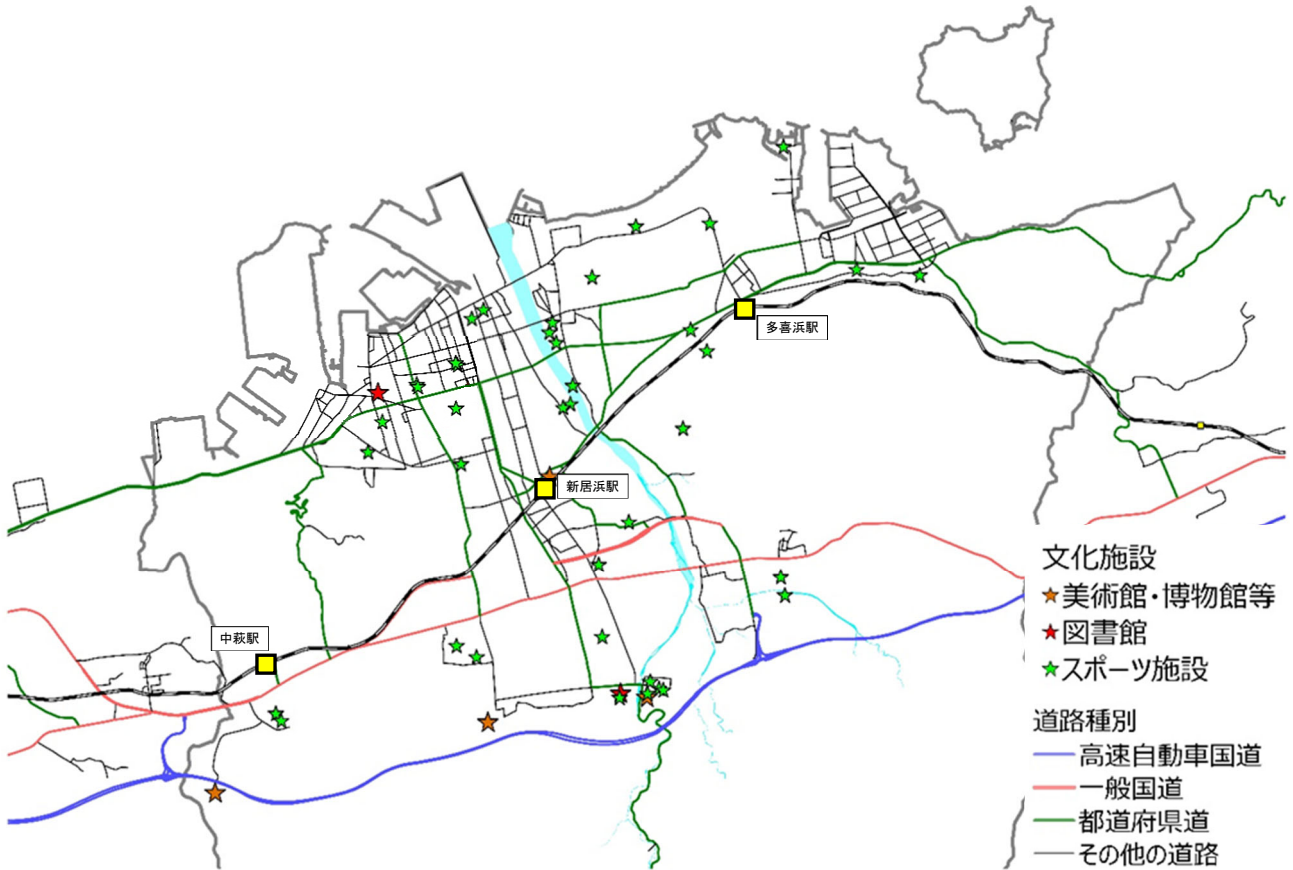 多喜浜駅
新居浜駅
中萩駅
文化施設
美術館・博物館等
図書館
スポーツ施設
道路種別
高速自動車国道
一般国道
都道府県道
その他の道路